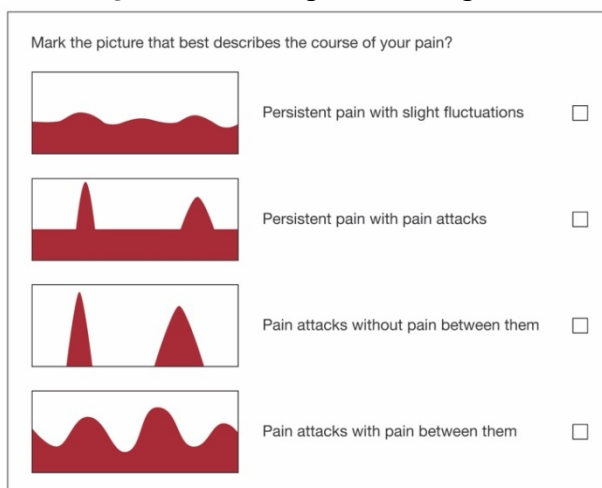 Mark the picture that best describes the course of your pain?
Persistent pain with slight fluctuations
Persistent pain with pain attacks
Pain attacks without pain between them
Pain attacks with pain between them